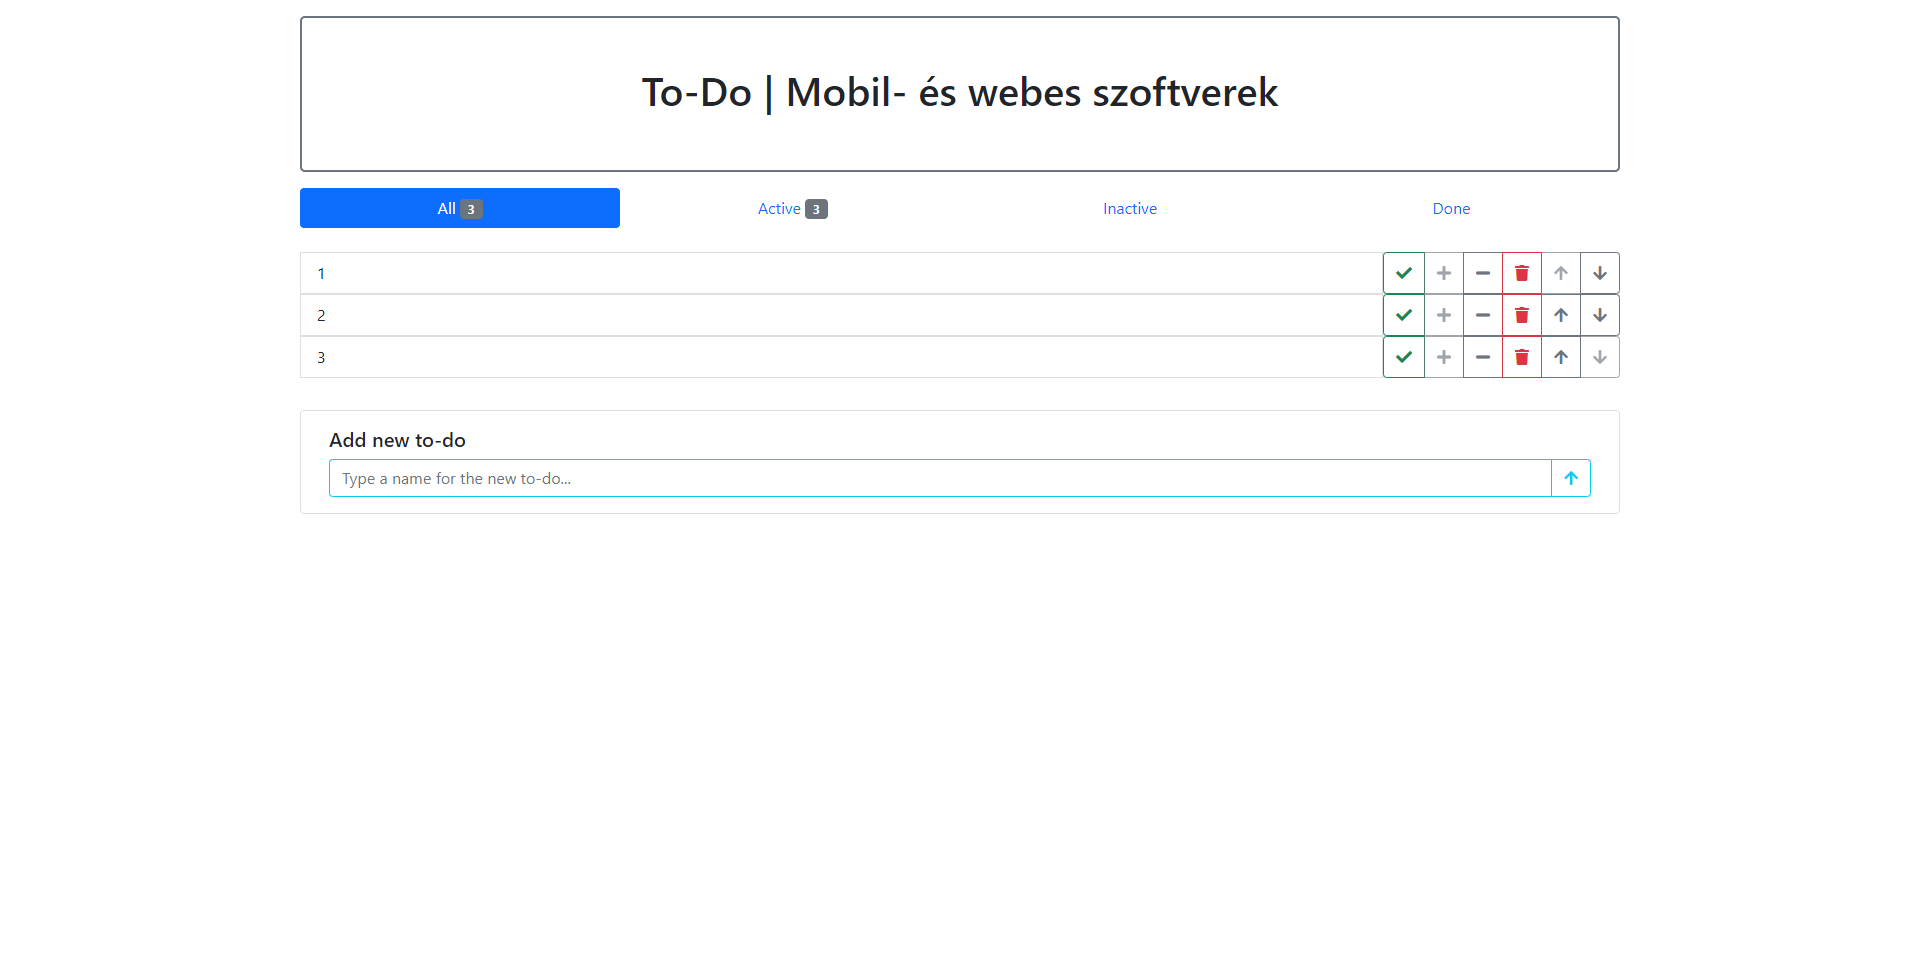 To-Do | Mobil- és webes szoftverek
All 3 Active 3 Inactive Done
1
2
3
Add new to-do
Type a name for the new to-do...